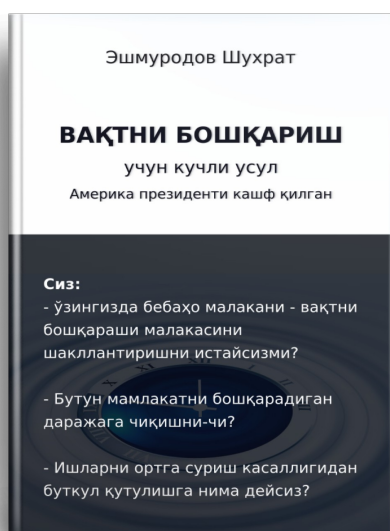 Эшмуродов Шухрат
ВАҚТНИ БОШҚАРИШ
учун кучли усул
Америка президенти кашф қилган
Сиз:
- ўзингизда бебаҳо малакани - вақтни
бошқараши малакасини
шакллантиришни истайсизми?
- Бутун мамлакатни бошқарадиган
даражага чиқишни-чи?
- Ишларни ортга суриш касаллигидан
буткул қутулишга нима дейсиз?